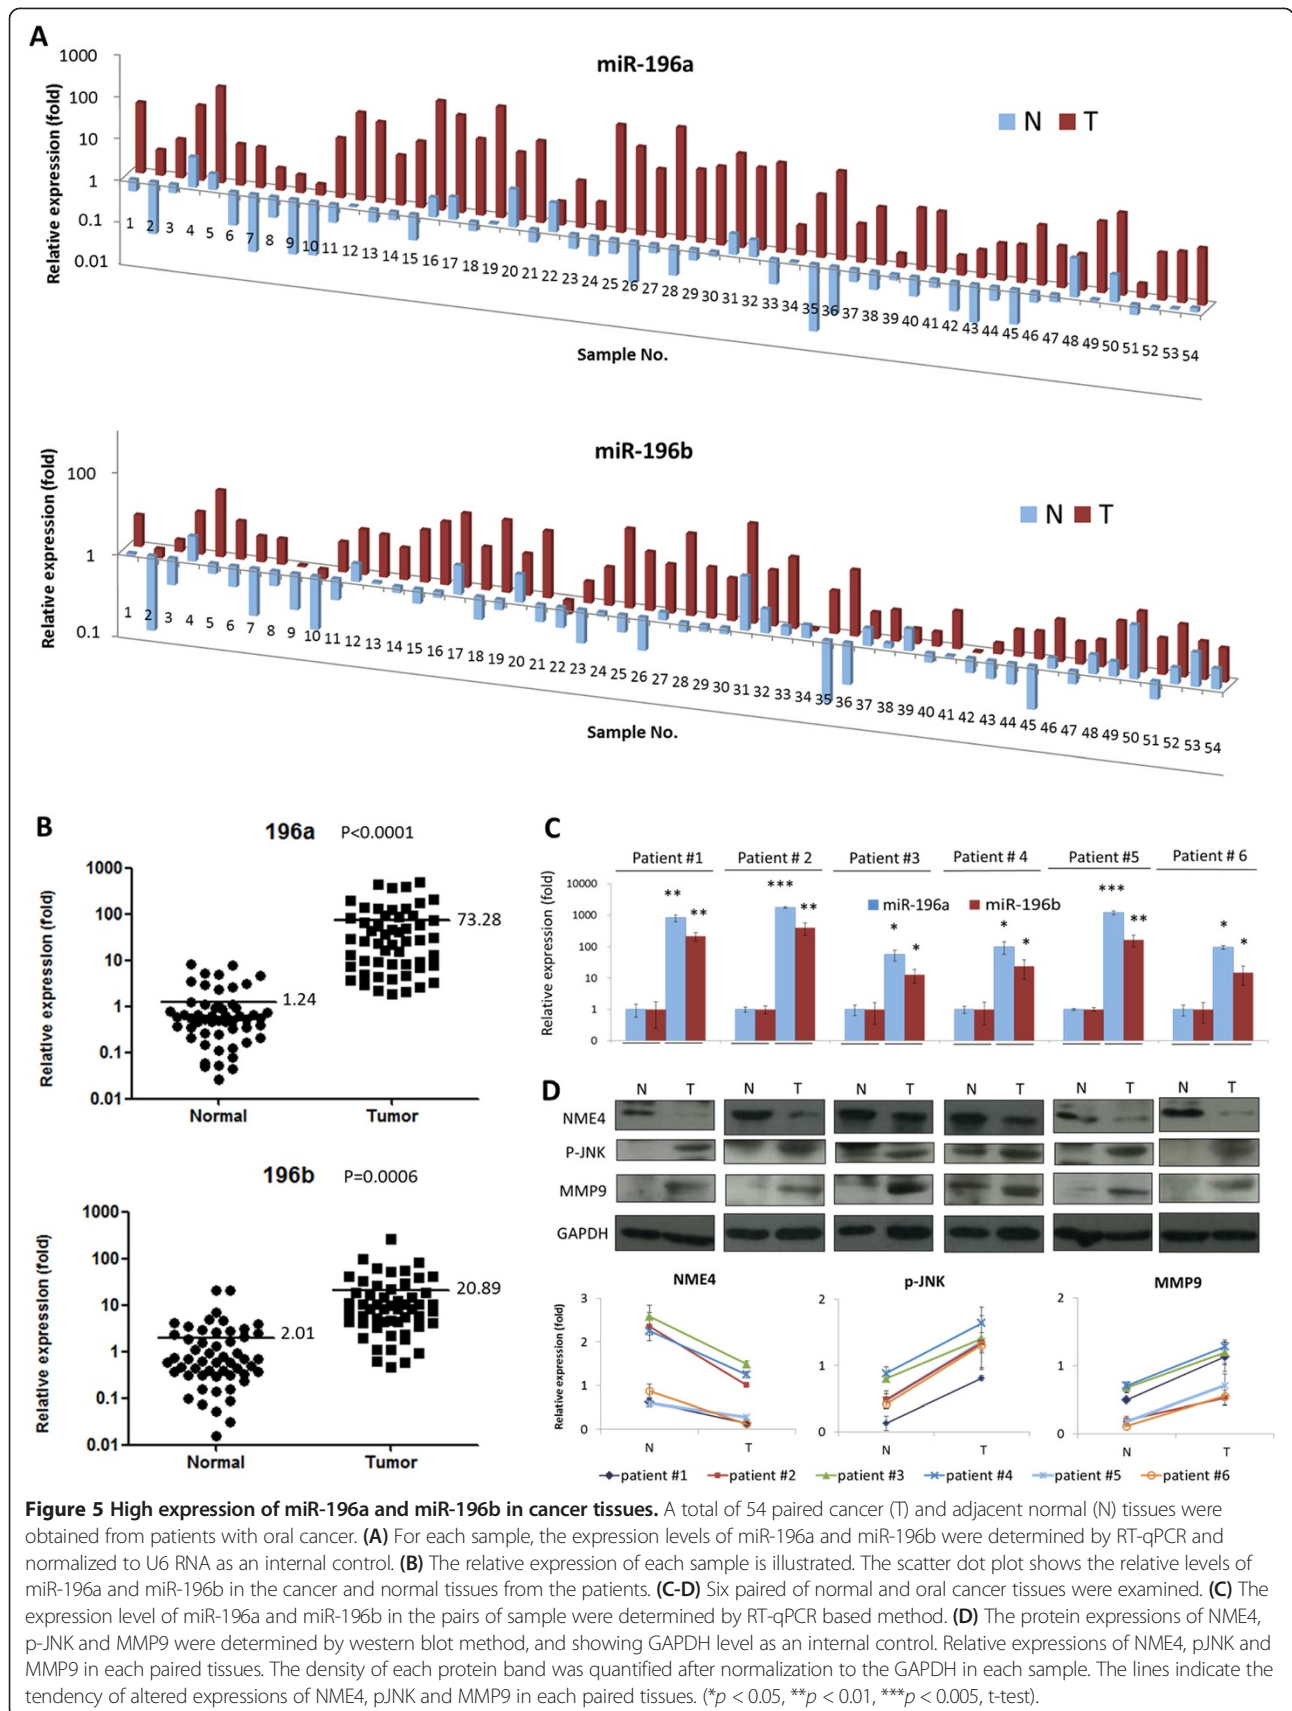 A
miR-196a
N T
Relative expression (fold)
1000
100
10
1
0.1
0.01
1 2 3 4 5 6 7 8 9 10 11 12 13 14 15 16 17 18 19 20 21 22 23 24 25 26 27 28 29 30 31 32 33 34 35 36 37 38 39 40 41 42 43 44 45 46 47 48 49 50 51 52 53 54
Sample No.
miR-196b
N T
Relative expression (fold)
100
1
0.1
1 2 3 4 5 6 7 8 9 10 11 12 13 14 15 16 17 18 19 20 21 22 23 24 25 26 27 28 29 30 31 32 33 34 35 36 37 38 39 40 41 42 43 44 45 46 47 48 49 50 51 52 53 54
Sample No.
B
196a P<0.0001
Relative expression (fold)
1000
100
10
1
0.1
0.01
73.28
1.24
Normal Tumor
196b P=0.0006
Relative expression (fold)
1000
100
10
1
0.1
0.01
20.89
2.01
Normal Tumor
C
Patient #1 Patient # 2 Patient #3 Patient # 4 Patient #5 Patient # 6
Relative expression (fold)
10000
1000
100
10
1
0
miR-196a miR-196b
** ** *** ** * * * * *** ** * *
D
N T N T N T N T N T N T
NME4
P-JNK
MMP9
GAPDH
NME4 p-JNK MMP9
Relative expression (fold)
3
2
1
0
N T
2
1
0
N T
2
1
0
N T
patient #1 patient #2 patient #3 patient #4 patient #5 patient #6
Figure 5 High expression of miR-196a and miR-196b in cancer tissues. A total of 54 paired cancer (T) and adjacent normal (N) tissues were
obtained from patients with oral cancer. (A) For each sample, the expression levels of miR-196a and miR-196b were determined by RT-qPCR and
normalized to U6 RNA as an internal control. (B) The relative expression of each sample is illustrated. The scatter dot plot shows the relative levels of
miR-196a and miR-196b in the cancer and normal tissues from the patients. (C-D) Six paired of normal and oral cancer tissues were examined. (C) The
expression level of miR-196a and miR-196b in the pairs of sample were determined by RT-qPCR based method. (D) The protein expressions of NME4,
p-JNK and MMP9 were determined by western blot method, and showing GAPDH level as an internal control. Relative expressions of NME4, pJNK and
MMP9 in each paired tissues. The density of each protein band was quantified after normalization to the GAPDH in each sample. The lines indicate the
tendency of altered expressions of NME4, pJNK and MMP9 in each paired tissues. (*p < 0.05, **p < 0.01, ***p < 0.005, t-test).